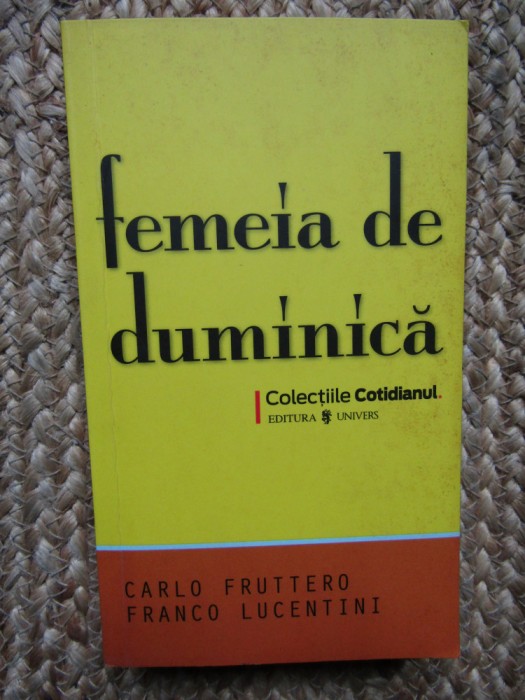 femeia de
duminică
Colecțiile Cotidianul.
EDITURA UNIVERS
CARLO FRUTTERO
FRANCO LUCENTINI